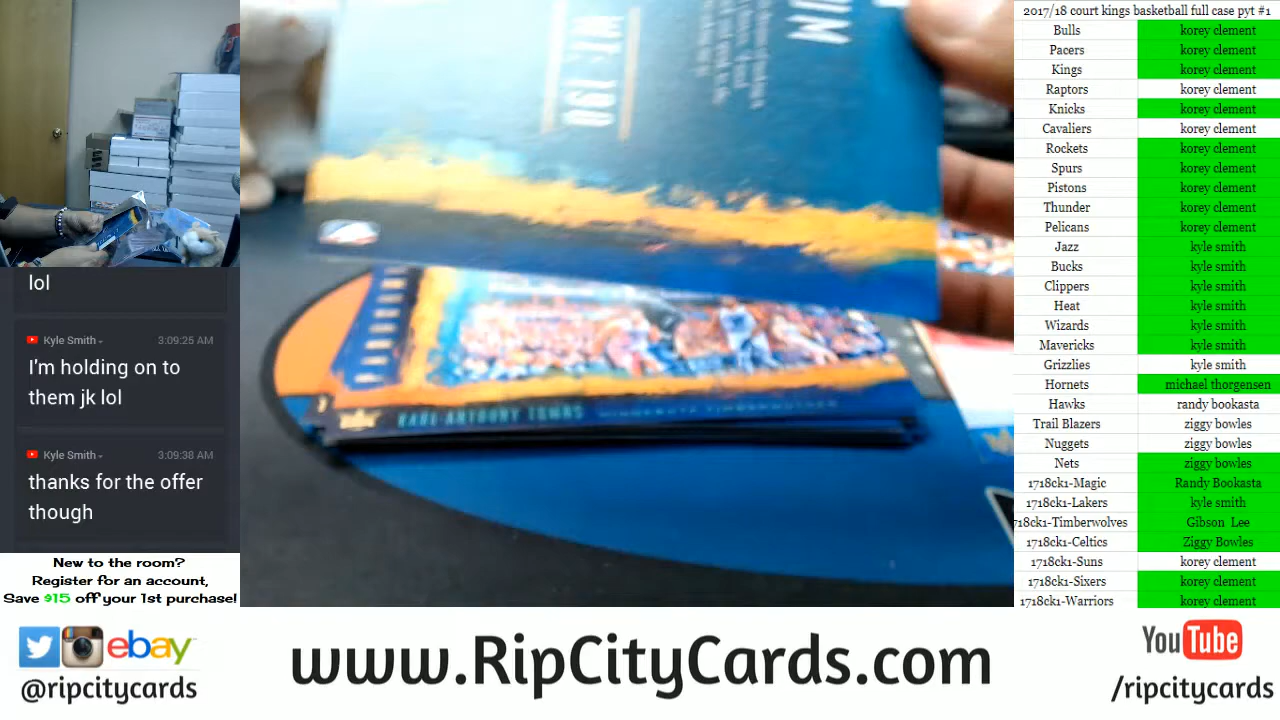 lol
Kyle Smith 3:09:25 AM
I'm holding on to
them jk lol
Kyle Smith 3:09:38 AM
thanks for the offer
though
New to the room?
Register for an account,
Save $15 off your 1st purchase!
KARL-ANTHONY TOWNS MINNESOTA TIMBERWOLVES
2017/18 court kings basketball full case pyt #1
Bulls korey clement
Pacers korey clement
Kings korey clement
Raptors korey clement
Knicks korey clement
Cavaliers korey clement
Rockets korey clement
Spurs korey clement
Pistons korey clement
Thunder korey clement
Pelicans korey clement
Jazz kyle smith
Bucks kyle smith
Clippers kyle smith
Heat kyle smith
Wizards kyle smith
Mavericks kyle smith
Grizzlies kyle smith
Hornets michael thorgensen
Hawks randy bookasta
Trail Blazers ziggy bowles
Nuggets ziggy bowles
Nets ziggy bowles
1718ck1-Magic Randy Bookasta
1718ck1-Lakers kyle smith
718ck1-Timberwolves Gibson Lee
1718ck1-Celtics Ziggy Bowles
1718ck1-Suns korey clement
1718ck1-Sixers korey clement
1718ck1-Warriors korey clement
ebay
@ripcitycards
www.RipCityCards.com
YouTube
/ripcitycards